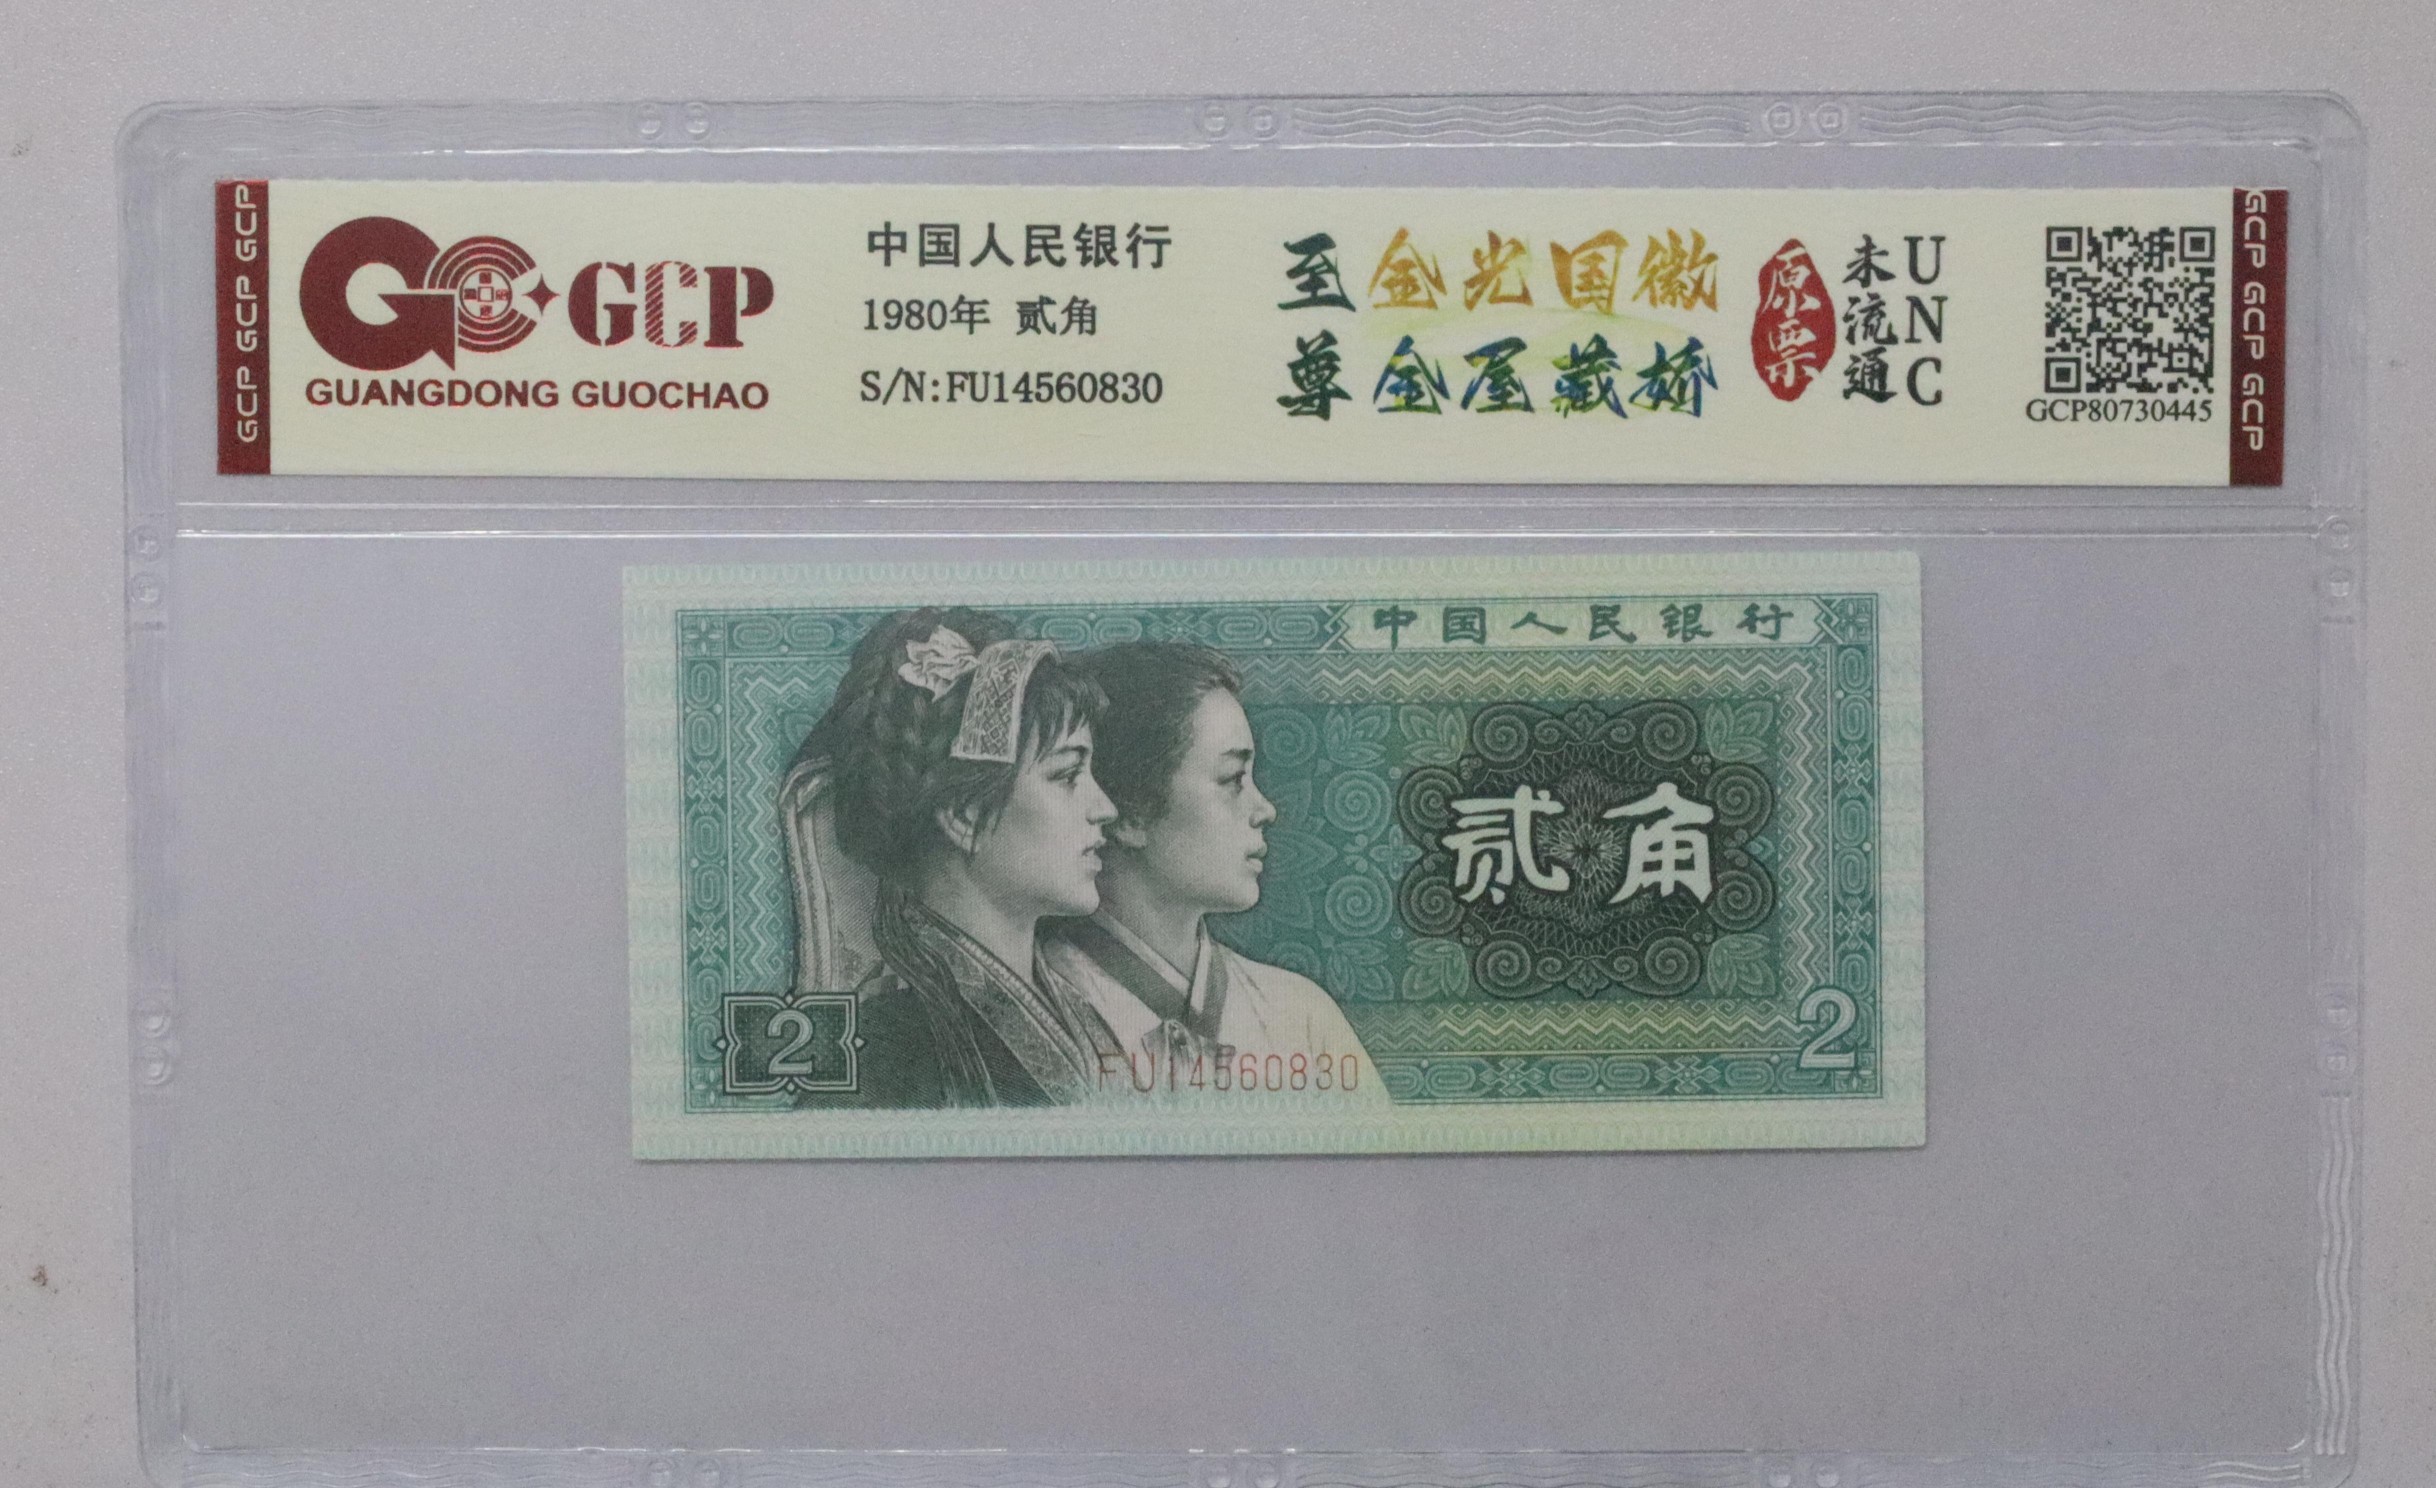 GCP GCP GCP
GCP
GUANGDONG GUOCHAO
中国人民银行
1980年 贰角
S/N:FU14560830
至尊
金光国徽
金屋藏娇
原票
未流通
UNC
GCP80730445
GCP GCP GCP
中国人民银行
贰角
2
2
FU14560830